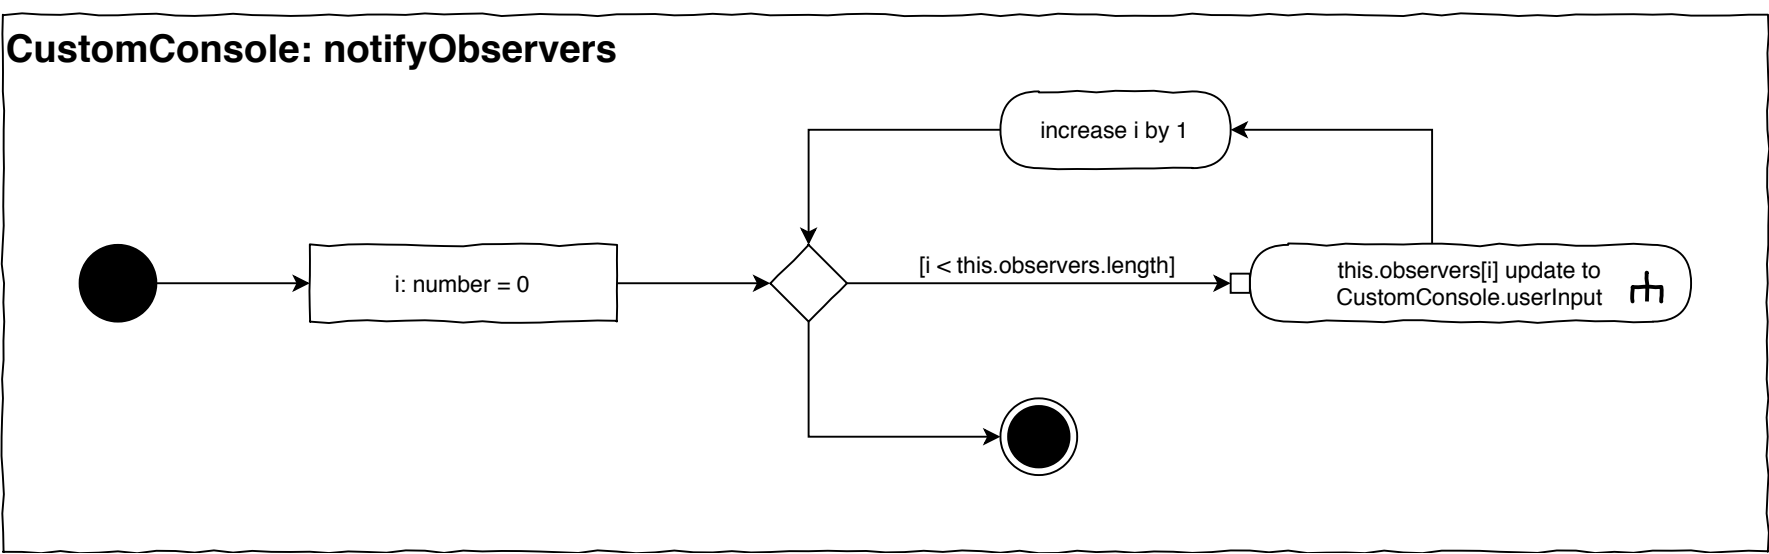 CustomConsole: notifyObservers
increase i by 1
i: number = 0
[i < this.observers.length]
this.observers[i] update to
CustomConsole.userInput